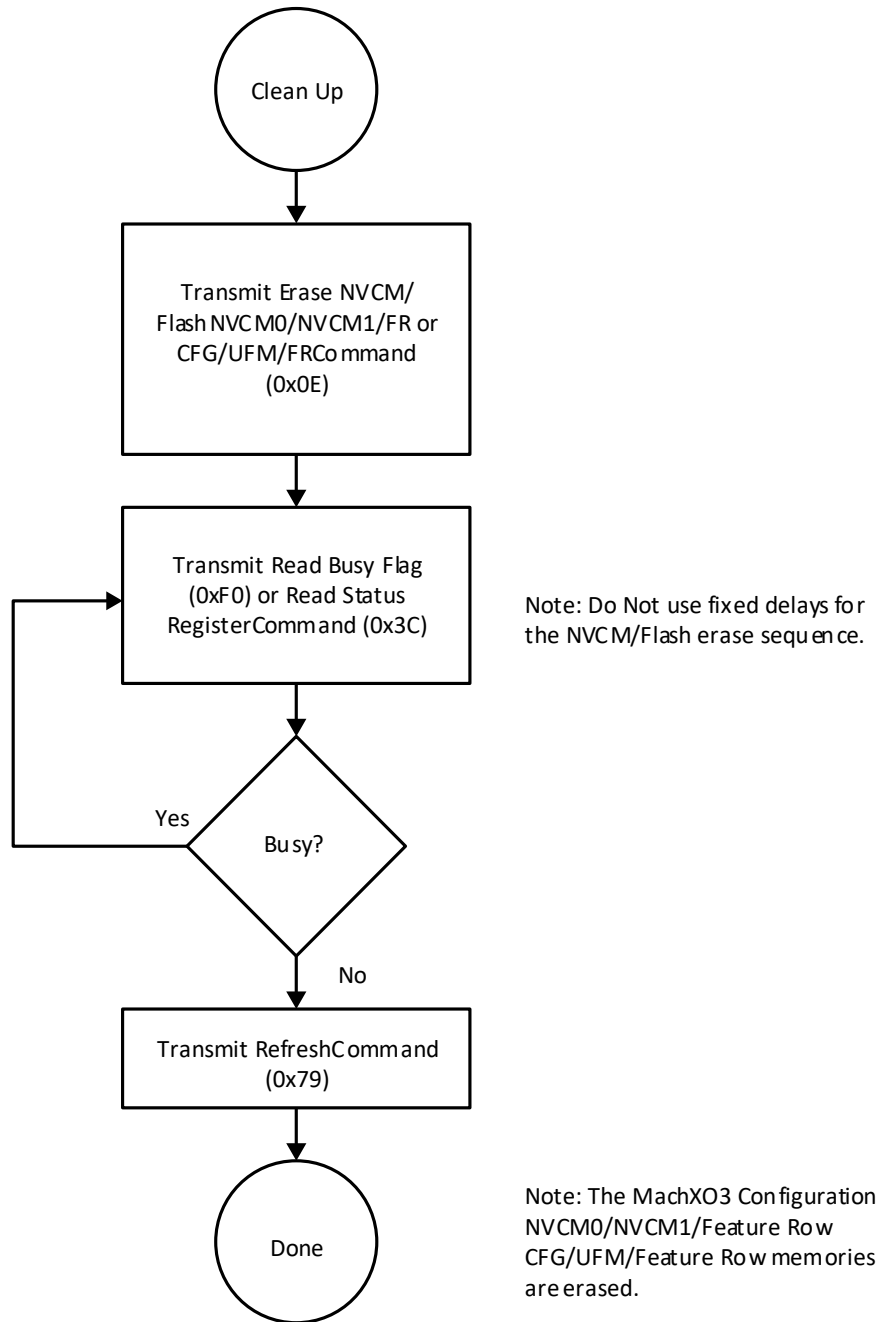 Clean Up
Transmit Erase NVCM/
FlashNVCM0/NVCM1/FR or
CFG/UFM/FRCommand
(0x0E)
Transmit Read Busy Flag
(0xF0) or Read Status
RegisterCommand (0x3C)
Note: Do Not use fixed delays for
the NVCM/Flash erase sequence.
Yes
Busy?
No
Transmit RefreshCommand
(0x79)
Done
Note: The MachXO3 Configuration
NVCM0/NVCM1/Feature Row
CFG/UFM/Feature Row memories
are erased.